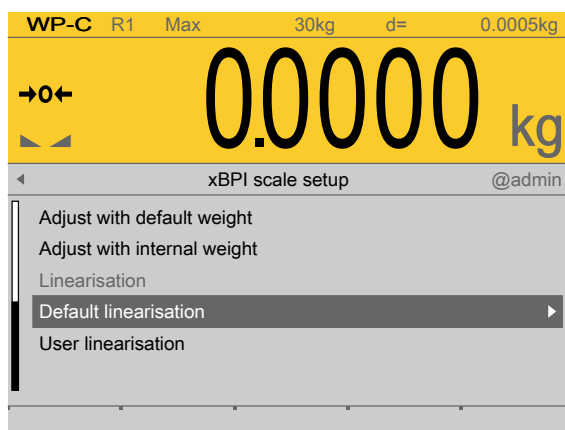 WP-C R1 Max 30kg d= 0.0005kg
→0←
0.0000 kg
xBPI scale setup @admin
Adjust with default weight
Adjust with internal weight
Linearisation
Default linearisation
User linearisation